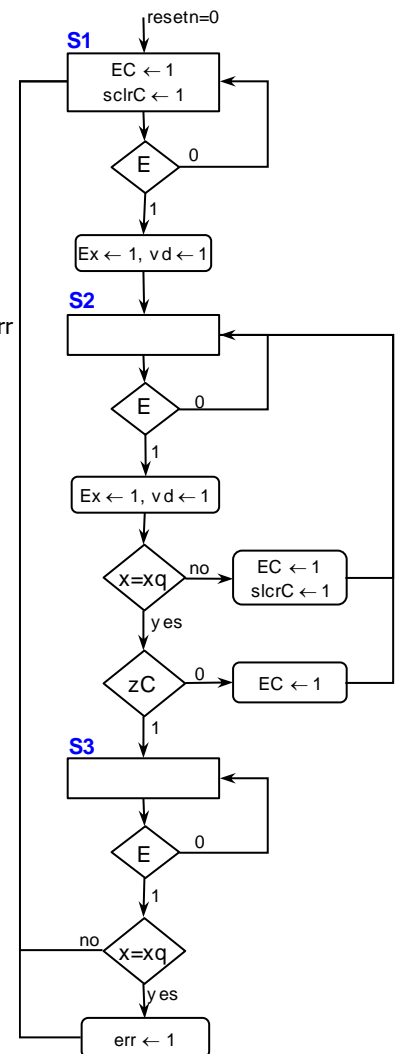 resetn=0
S1
EC ← 1
sclrC ← 1
E
0
1
Ex ← 1, vd ← 1
S2
rr
E
0
1
Ex ← 1, vd ← 1
x=xq
no
EC ← 1
slcrC ← 1
yes
zC
0
EC ← 1
1
S3
E
0
1
no
x=xq
yes
err ← 1